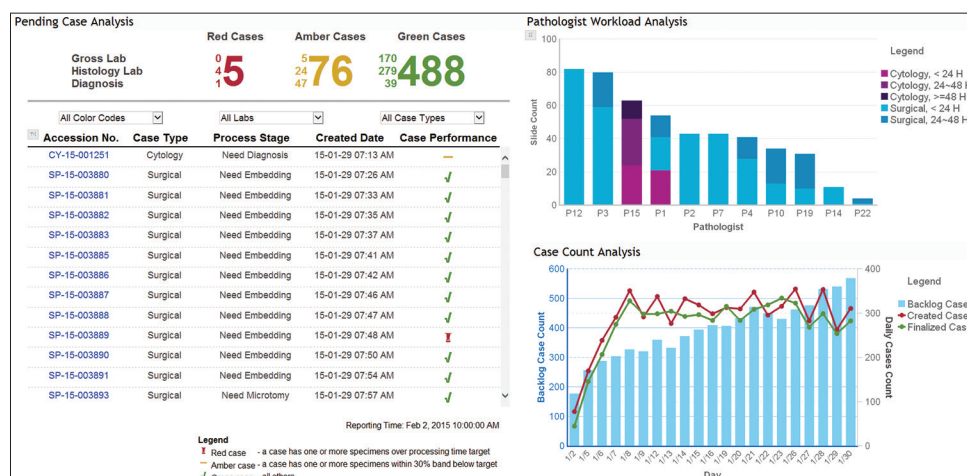 Pending Case Analysis
Red Cases Amber Cases Green Cases
Gross Lab 0 5 170
Histology Lab 4 5 24 76 279 488
Diagnosis 1 47 39
All Color Codes All Labs All Case Types
Accession No. Case Type Process Stage Created Date Case Performance
CY-15-001251 Cytology Need Diagnosis 15-01-29 07:13 AM
SP-15-003880 Surgical Need Embedding 15-01-29 07:26 AM
SP-15-003881 Surgical Need Embedding 15-01-29 07:33 AM
SP-15-003882 Surgical Need Embedding 15-01-29 07:35 AM
SP-15-003883 Surgical Need Embedding 15-01-29 07:37 AM
SP-15-003885 Surgical Need Embedding 15-01-29 07:41 AM
SP-15-003886 Surgical Need Embedding 15-01-29 07:42 AM
SP-15-003887 Surgical Need Embedding 15-01-29 07:46 AM
SP-15-003888 Surgical Need Embedding 15-01-29 07:47 AM
SP-15-003889 Surgical Need Embedding 15-01-29 07:48 AM
SP-15-003890 Surgical Need Embedding 15-01-29 07:50 AM
SP-15-003891 Surgical Need Embedding 15-01-29 07:54 AM
SP-15-003893 Surgical Need Microtomy 15-01-29 07:57 AM
Reporting Time: Feb 2, 2015 10:00:00 AM
Legend
Red case - a case has one or more specimens over processing time target
Amber case - a case has one or more specimens within 30% band below target
Pathologist Workload Analysis
100
80
60
40
20
0
Slide Count
P12 P3 P15 P1 P2 P7 P4 P10 P19 P14 P22
Pathologist
Legend
Cytology, < 24 H
Cytology, 24~48 H
Cytology, >=48 H
Surgical, < 24 H
Surgical, 24~48 H
Case Count Analysis
600
500
400
300
200
100
0
Backlog Case Count
400
300
200
100
0
Daily Cases Count
1/2 1/5 1/6 1/7 1/8 1/9 1/12 1/13 1/14 1/15 1/16 1/19 1/20 1/21 1/22 1/23 1/26 1/27 1/28 1/29 1/30
Day
Legend
Backlog Case
Created Case
Finalized Cas